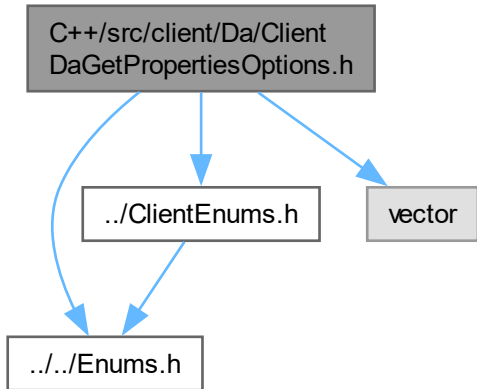 C++/src/client/Da/Client
DaGetPropertiesOptions.h
../ClientEnums.h
vector
../../Enums.h